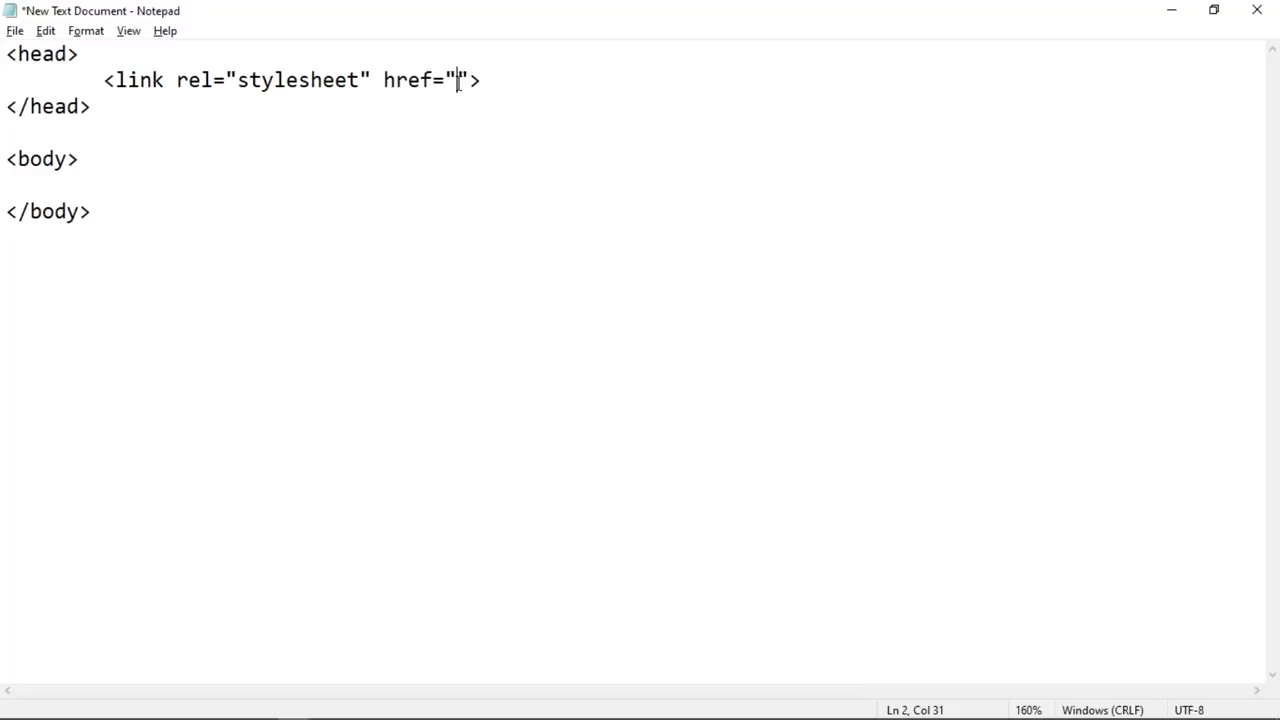 *New Text Document - Notepad
File Edit Format View Help
<head>
<link rel="stylesheet" href="">
</head>
<body>
</body>
Ln 2, Col 31 160% Windows (CRLF) UTF-8